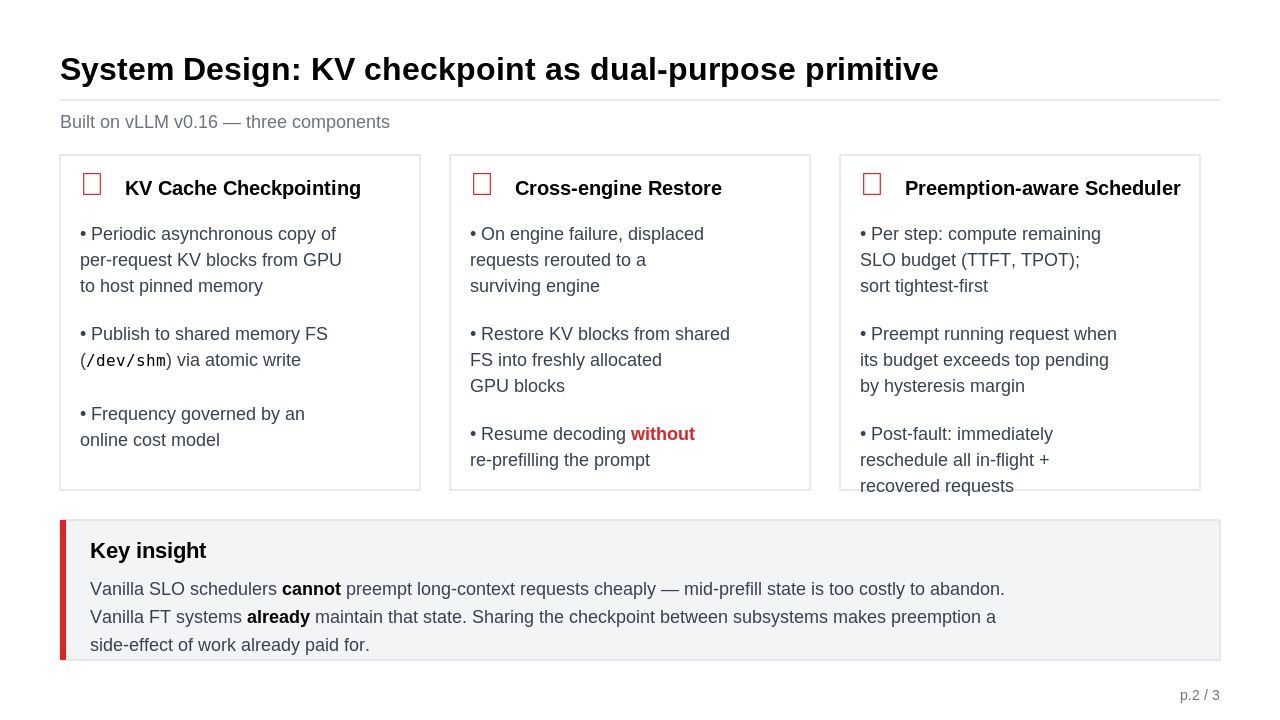 System Design: KV checkpoint as dual-purpose primitive
Built on vLLM v0.16 — three components
KV Cache Checkpointing
• Periodic asynchronous copy of
per-request KV blocks from GPU
to host pinned memory
• Publish to shared memory FS
(/dev/shm) via atomic write
• Frequency governed by an
online cost model
Cross-engine Restore
• On engine failure, displaced
requests rerouted to a
surviving engine
• Restore KV blocks from shared
FS into freshly allocated
GPU blocks
• Resume decoding without
re-prefilling the prompt
Preemption-aware Scheduler
• Per step: compute remaining
SLO budget (TTFT, TPOT);
sort tightest-first
• Preempt running request when
its budget exceeds top pending
by hysteresis margin
• Post-fault: immediately
reschedule all in-flight +
recovered requests
Key insight
Vanilla SLO schedulers cannot preempt long-context requests cheaply — mid-prefill state is too costly to abandon.
Vanilla FT systems already maintain that state. Sharing the checkpoint between subsystems makes preemption a
side-effect of work already paid for.
p.2 / 3